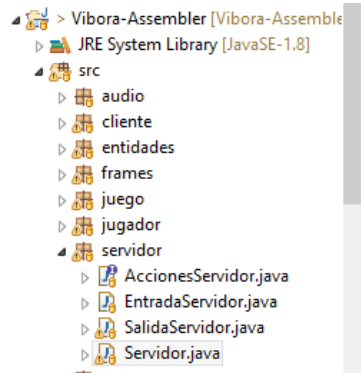 > Vibora-Assembler [Vibora-Assemble
JRE System Library [JavaSE-1.8]
src
audio
cliente
entidades
frames
juego
jugador
servidor
AccionesServidor.java
EntradaServidor.java
SalidaServidor.java
Servidor.java